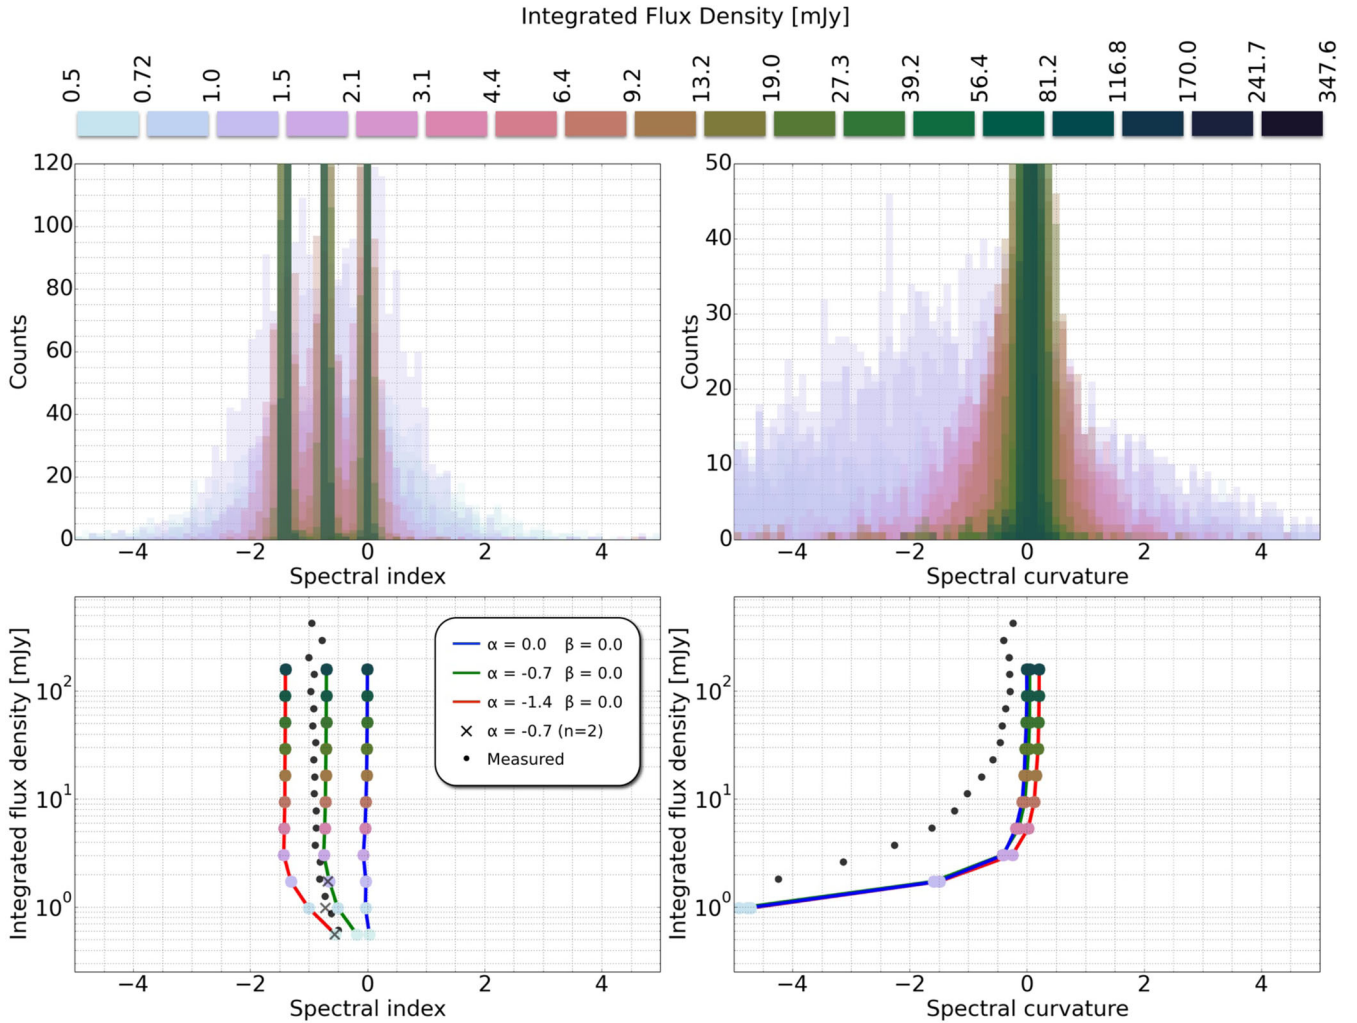 Integrated Flux Density [mJy]
0.5 0.72 1.0 1.5 2.1 3.1 4.4 6.4 9.2 13.2 19.0 27.3 39.2 56.4 81.2 116.8 170.0 241.7 347.6
Counts
120
100
80
60
40
20
0
−4 −2 0 2 4
Spectral index
Counts
50
40
30
20
10
0
−4 −2 0 2 4
Spectral curvature
Integrated flux density [mJy]
10²
10¹
10⁰
α = 0.0 β = 0.0
α = -0.7 β = 0.0
α = -1.4 β = 0.0
α = -0.7 (n=2)
Measured
−4 −2 0 2 4
Spectral index
Integrated flux density [mJy]
10²
10¹
10⁰
−4 −2 0 2 4
Spectral curvature